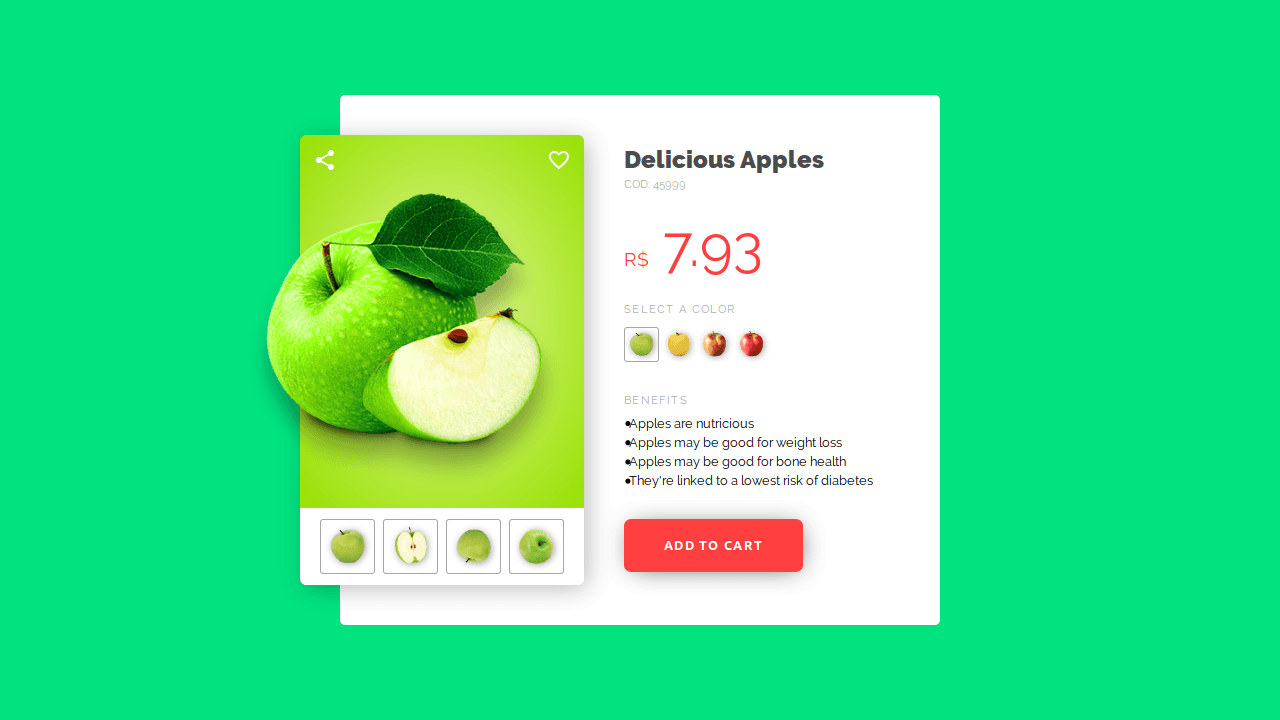 Delicious Apples
COD: 45999
R$ 7.93
SELECT A COLOR
BENEFITS
•Apples are nutricious
•Apples may be good for weight loss
•Apples may be good for bone health
•They're linked to a lowest risk of diabetes
ADD TO CART